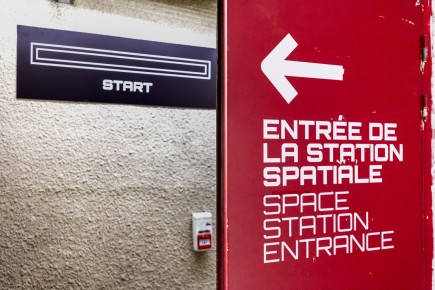 START
ENTRÉE DE
LA STATION
SPATIALE
SPACE
STATION
ENTRANCE